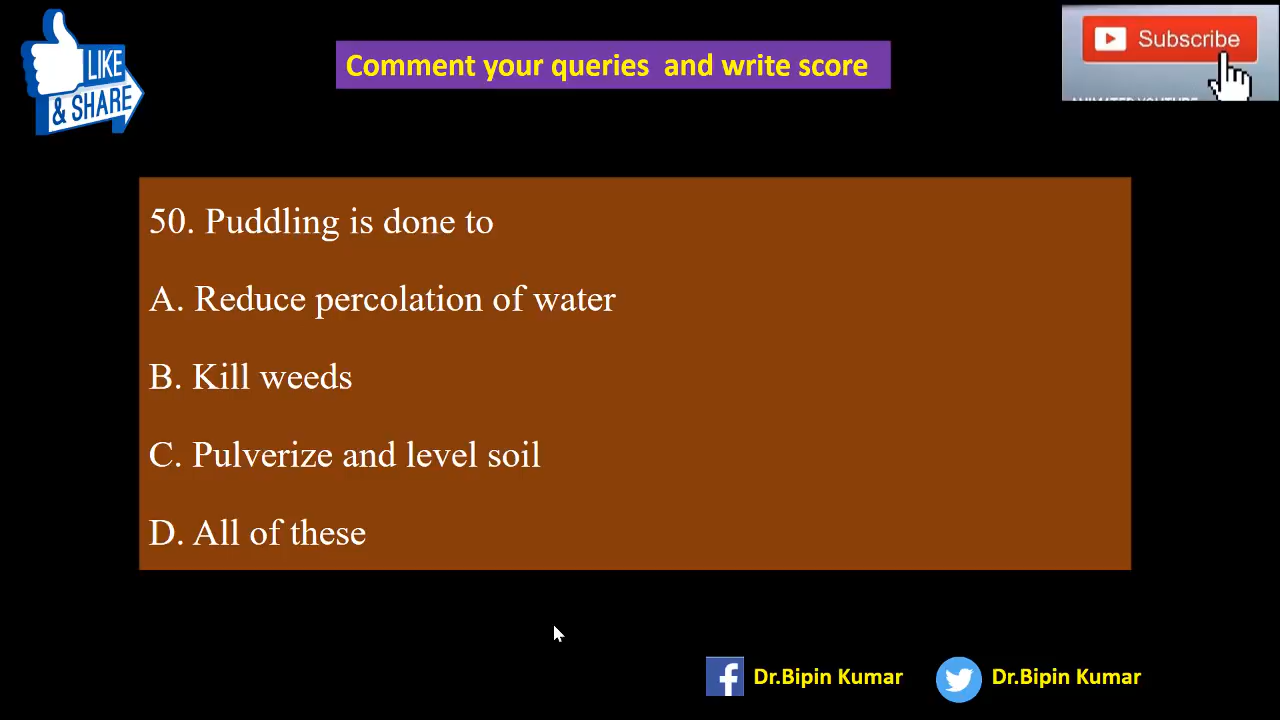 LIKE
& SHARE
Comment your queries and write score
Subscribe
50. Puddling is done to
A. Reduce percolation of water
B. Kill weeds
C. Pulverize and level soil
D. All of these
Dr.Bipin Kumar
Dr.Bipin Kumar